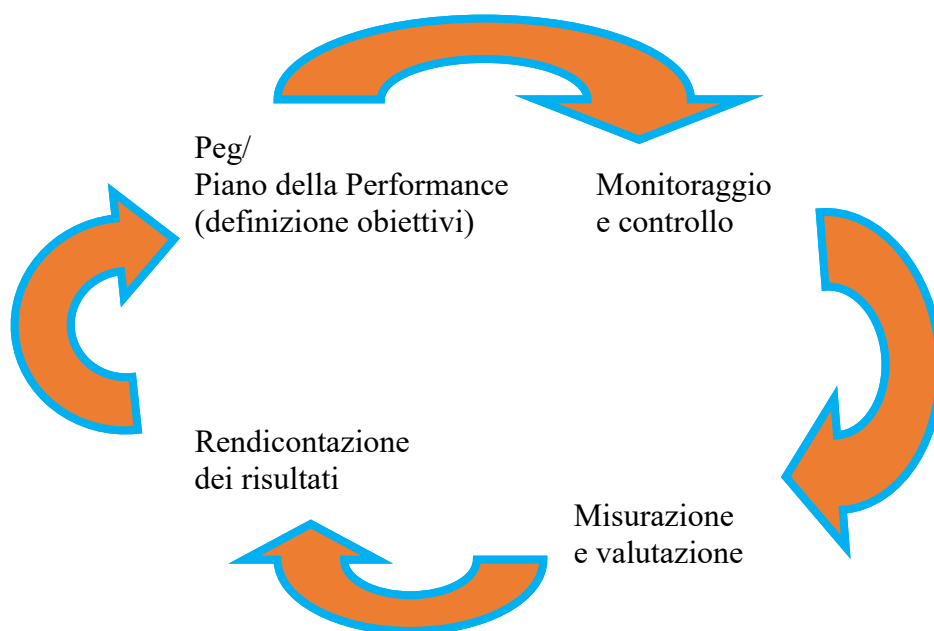 Peg/
Piano della Performance
(definizione obiettivi)
Monitoraggio
e controllo
Misurazione
e valutazione
Rendicontazione
dei risultati